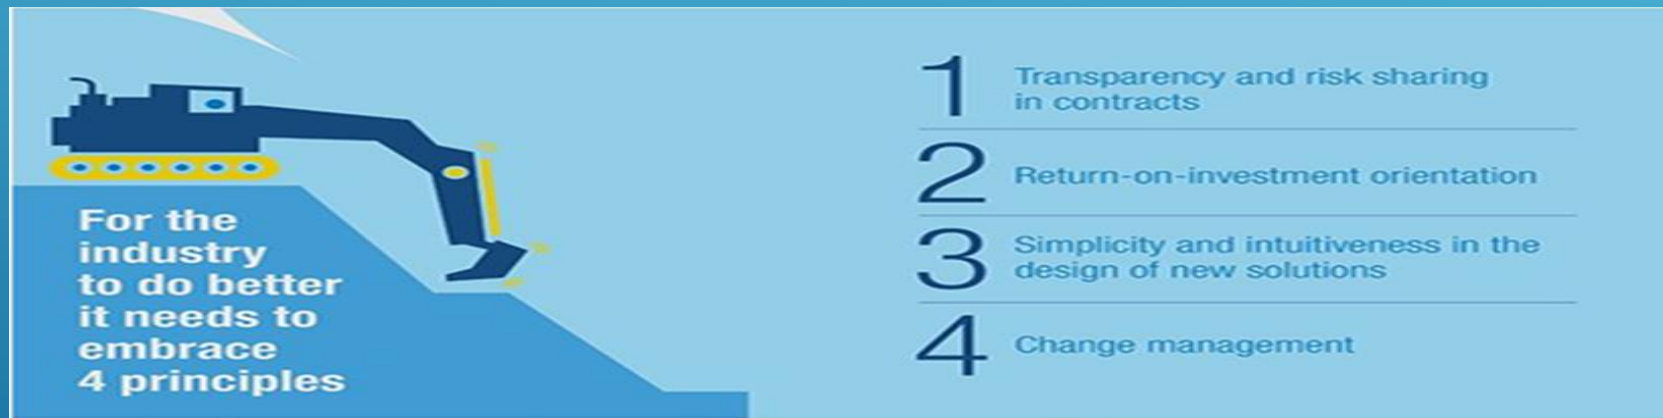 For the
industry
to do better
it needs to
embrace
4 principles
1
Transparency and risk sharing
in contracts
2
Return-on-investment orientation
3
Simplicity and intuitiveness in the
design of new solutions
4
Change management